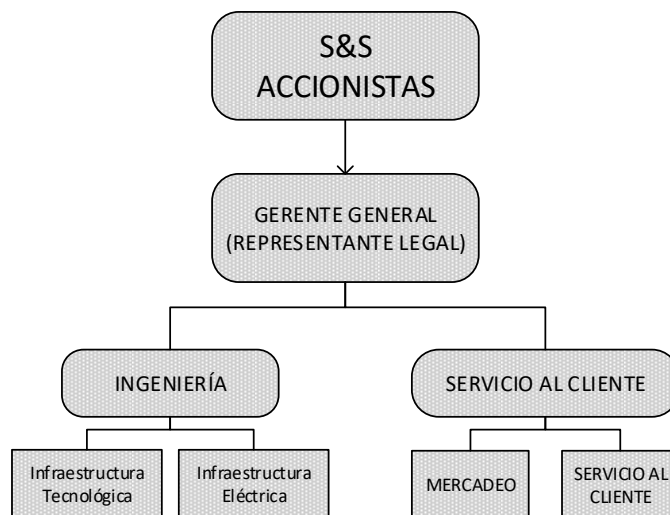 S&S
ACCIONISTAS
GERENTE GENERAL
(REPRESENTANTE LEGAL)
INGENIERÍA
SERVICIO AL CLIENTE
Infraestructura
Tecnológica
Infraestructura
Eléctrica
MERCADEO
SERVICIO AL
CLIENTE